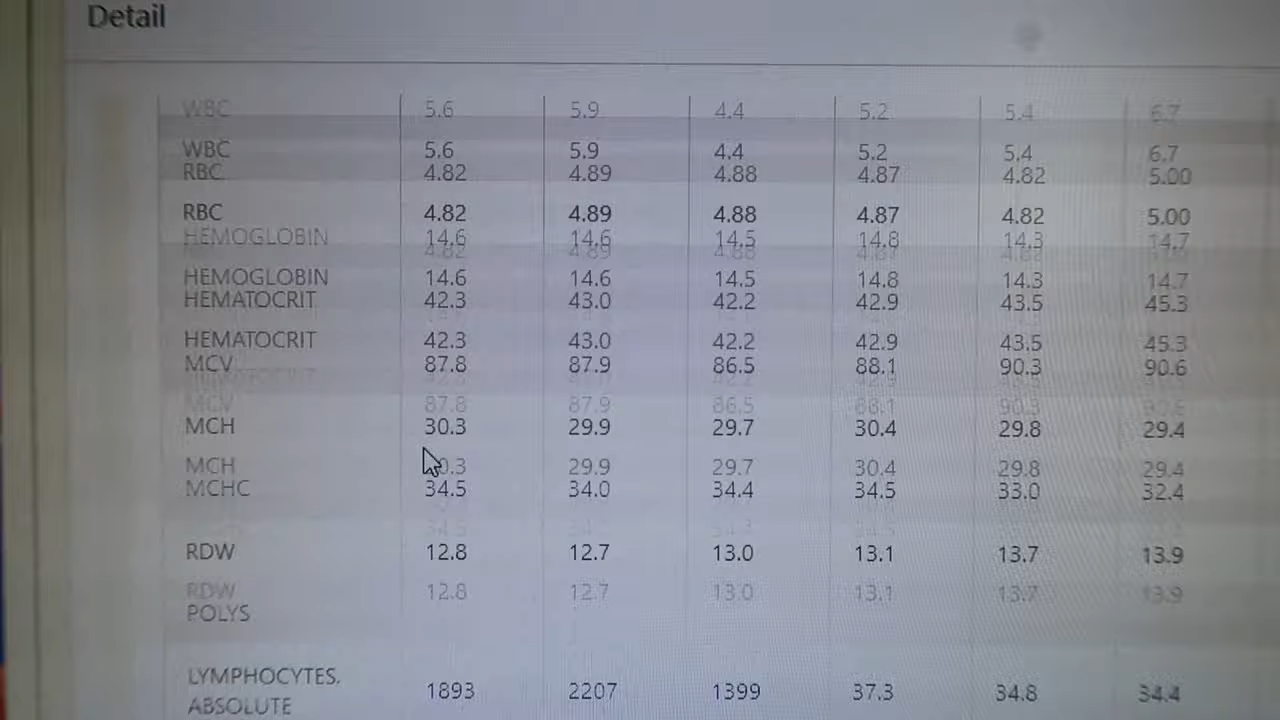 Detail
WBC 5.6 5.9 4.4 5.2 5.4 6.7
WBC 5.6 5.9 4.4 5.2 5.4 6.7
RBC 4.82 4.89 4.88 4.87 4.82 5.00
RBC 4.82 4.89 4.88 4.87 4.82 5.00
HEMOGLOBIN 14.6 14.6 14.5 14.8 14.3 14.7
HEMOGLOBIN 14.6 14.6 14.5 14.8 14.3 14.7
HEMATOCRIT 42.3 43.0 42.2 42.9 43.5 45.3
HEMATOCRIT 42.3 43.0 42.2 42.9 43.5 45.3
MCV 87.8 87.9 86.5 88.1 90.3 90.6
MCV 87.8 87.9 86.5 88.1 90.3 90.6
MCH 30.3 29.9 29.7 30.4 29.8 29.4
MCH 29.9 29.7 30.4 29.8 29.4
MCHC 34.5 34.0 34.4 34.5 33.0 32.4
RDW 12.8 12.7 13.0 13.1 13.7 13.9
RDW 12.8 12.7 13.0 13.1 13.7 13.9
POLYS
LYMPHOCYTES.
ABSOLUTE 1893 2207 1399 37.3 34.8 34.4